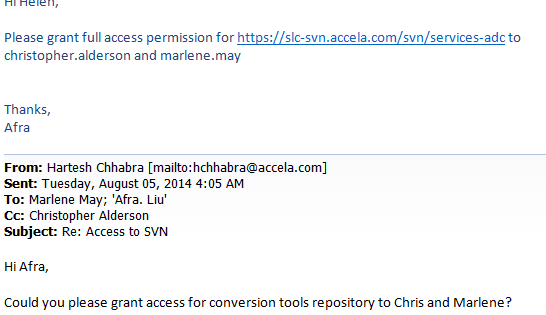 Hi Helen,
Please grant full access permission for https://slc-svn.accela.com/svn/services-adc to
christopher.alderson and marlene.may
Thanks,
Afra
From: Hartesh Chhabra [mailto:hchhabra@accela.com]
Sent: Tuesday, August 05, 2014 4:05 AM
To: Marlene May; 'Afra. Liu'
Cc: Christopher Alderson
Subject: Re: Access to SVN
Hi Afra,
Could you please grant access for conversion tools repository to Chris and Marlene?